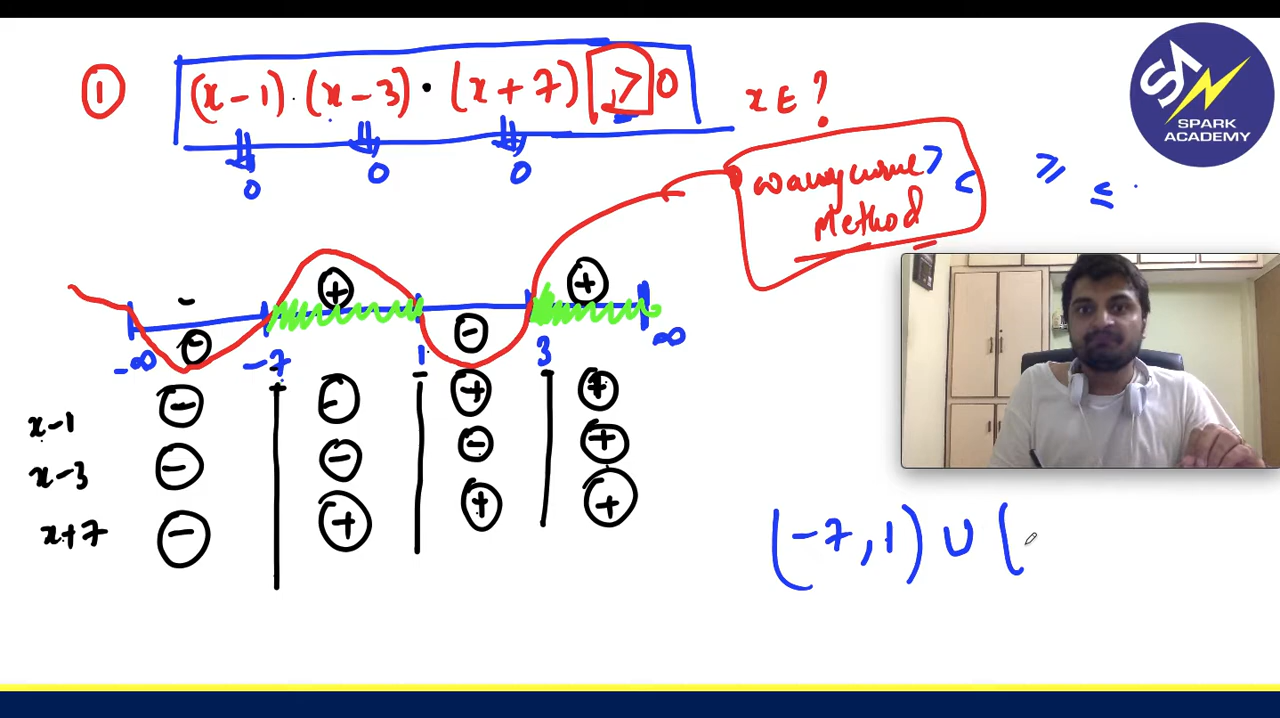 ① (x-1)·(x-3)·(x+7) > 0 x ∈ ?
0 0 0
wavy curve method
> < ≥ ≤
SPARK
ACADEMY
- + - +
-∞ -7 1 3 ∞
x-1 - - + +
x-3 - - - +
x+7 - + + +
(-7,1) ∪ (